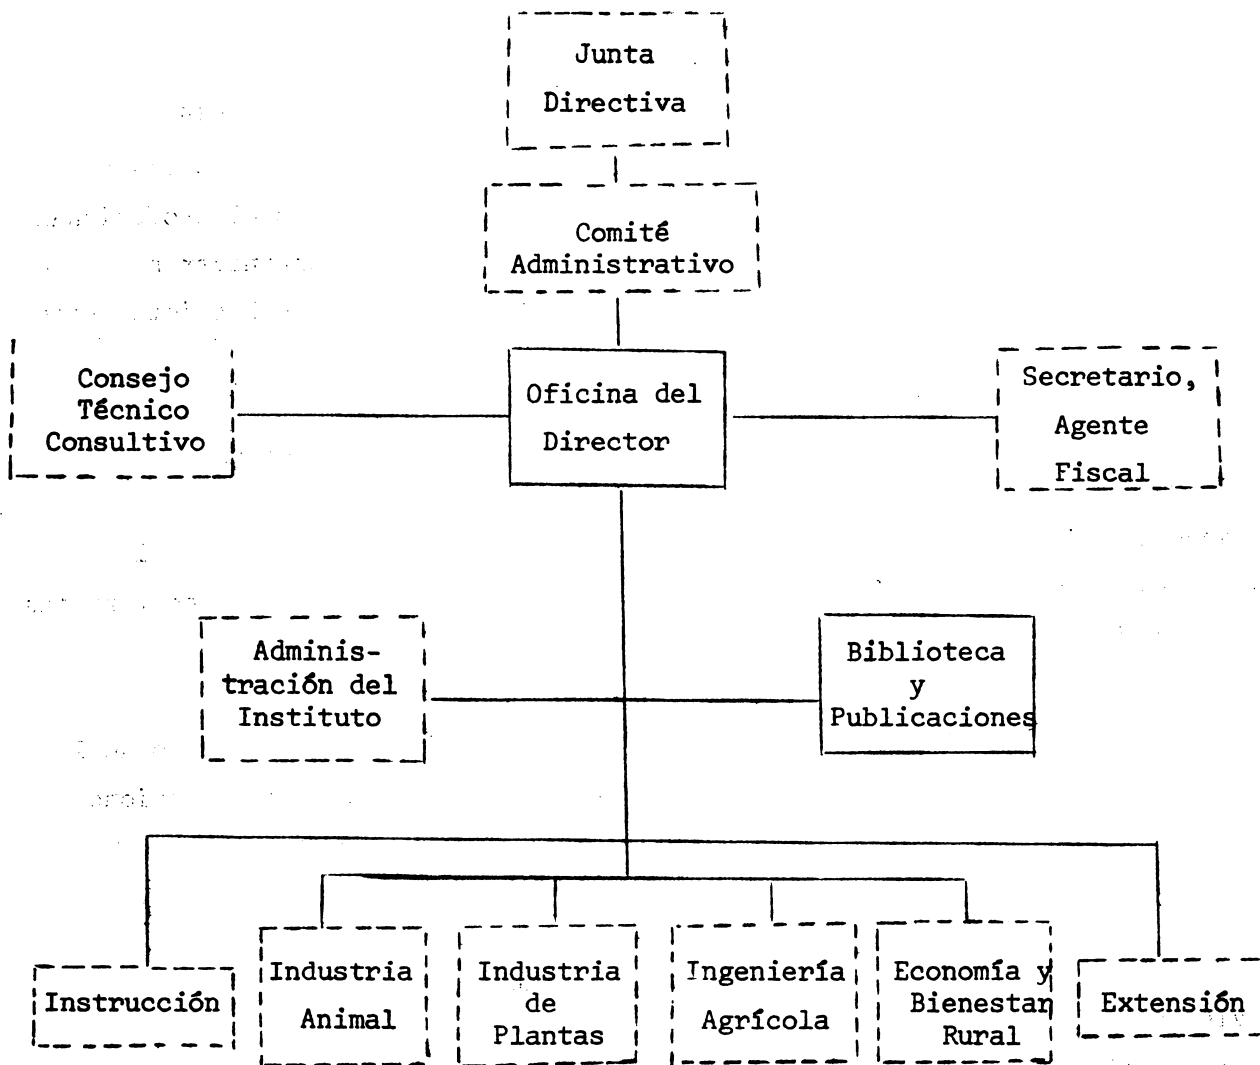 Junta
Directiva
Comité
Administrativo
Consejo
Técnico
Consultivo
Oficina del
Director
Secretario,
Agente
Fiscal
Adminis-
tración del
Instituto
Biblioteca
y
Publicaciones
Instrucción
Industria
Animal
Industria
de
Plantas
Ingeniería
Agrícola
Economía y
Bienestar
Rural
Extensión